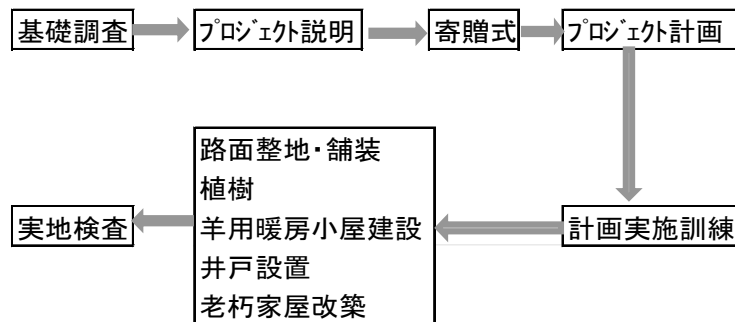 基礎調査
ﾌﾟﾛｼﾞｪｸﾄ説明
寄贈式
ﾌﾟﾛｼﾞｪｸﾄ計画
計画実施訓練
路面整地・舗装
植樹
羊用暖房小屋建設
井戸設置
老朽家屋改築
実地検査